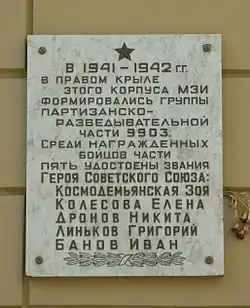 В 1941-1942 г.г.
В ПРАВОМ КРЫЛЕ
ЭТОГО КОРПУСА МЗИ
ФОРМИРОВАЛИСЬ ГРУППЫ
ПАРТИЗАНСКО-
РАЗВЕДЫВАТЕЛЬНОЙ
ЧАСТИ 9903.
СРЕДИ НАГРАЖДЕННЫХ
БОЙЦОВ ЧАСТИ
ПЯТЬ УДОСТОЕНЫ ЗВАНИЯ
ГЕРОЯ СОВЕТСКОГО СОЮЗА:
КОСМОДЕМЬЯНСКАЯ ЗОЯ
КОЛЕСОВА ЕЛЕНА
ДРОНОВ НИКИТА
ЛИНЬКОВ ГРИГОРИЙ
БАНОВ ИВАН